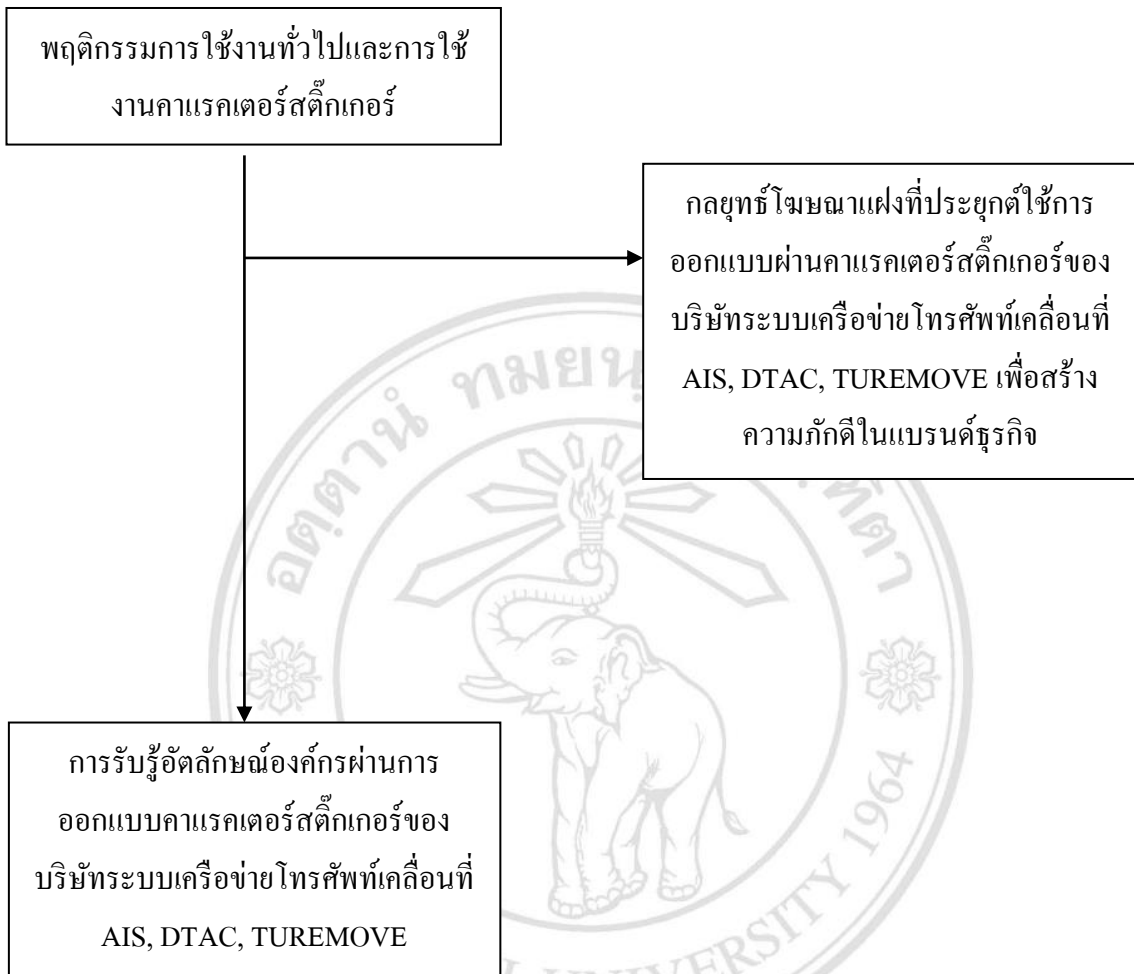 พฤติกรรมการใช้งานทั่วไปและการใช้
งานคาแรคเตอร์สติ๊กเกอร์
กลยุทธ์โฆษณาแฝงที่ประยุกต์ใช้การ
ออกแบบผ่านคาแรคเตอร์สติ๊กเกอร์ของ
บริษัทระบบเครือข่ายโทรศัพท์เคลื่อนที่
AIS, DTAC, TUREMOVE เพื่อสร้าง
ความภักดีในแบรนด์ธุรกิจ
อตฺตานํ ทมยนฺ
การรับรู้อัตลักษณ์องค์กรผ่านการ
ออกแบบคาแรคเตอร์สติ๊กเกอร์ของ
บริษัทระบบเครือข่ายโทรศัพท์เคลื่อนที่
AIS, DTAC, TUREMOVE
UNIVERSITY 1964